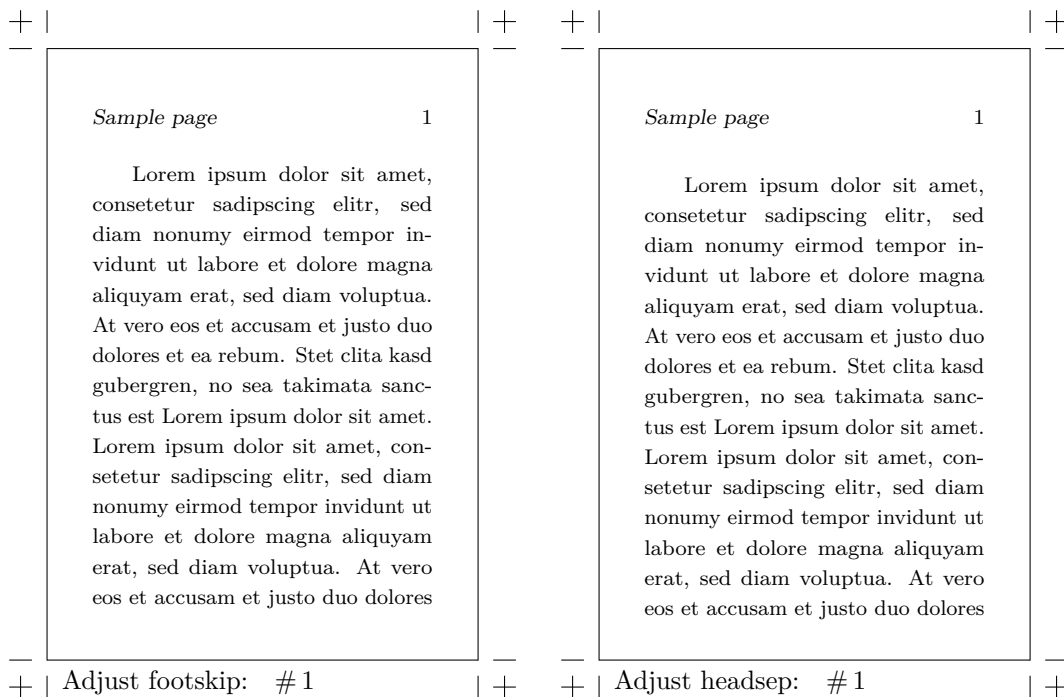 Sample page 1
Lorem ipsum dolor sit amet,
consetetur sadipscing elitr, sed
diam nonumy eirmod tempor in-
vidunt ut labore et dolore magna
aliquyam erat, sed diam voluptua.
At vero eos et accusam et justo duo
dolores et ea rebum. Stet clita kasd
gubergren, no sea takimata sanc-
tus est Lorem ipsum dolor sit amet.
Lorem ipsum dolor sit amet, con-
setetur sadipscing elitr, sed diam
nonumy eirmod tempor invidunt ut
labore et dolore magna aliquyam
erat, sed diam voluptua. At vero
eos et accusam et justo duo dolores
Adjust footskip: #1
Sample page 1
Lorem ipsum dolor sit amet,
consetetur sadipscing elitr, sed
diam nonumy eirmod tempor in-
vidunt ut labore et dolore magna
aliquyam erat, sed diam voluptua.
At vero eos et accusam et justo duo
dolores et ea rebum. Stet clita kasd
gubergren, no sea takimata sanc-
tus est Lorem ipsum dolor sit amet.
Lorem ipsum dolor sit amet, con-
setetur sadipscing elitr, sed diam
nonumy eirmod tempor invidunt ut
labore et dolore magna aliquyam
erat, sed diam voluptua. At vero
eos et accusam et justo duo dolores
Adjust headsep: #1